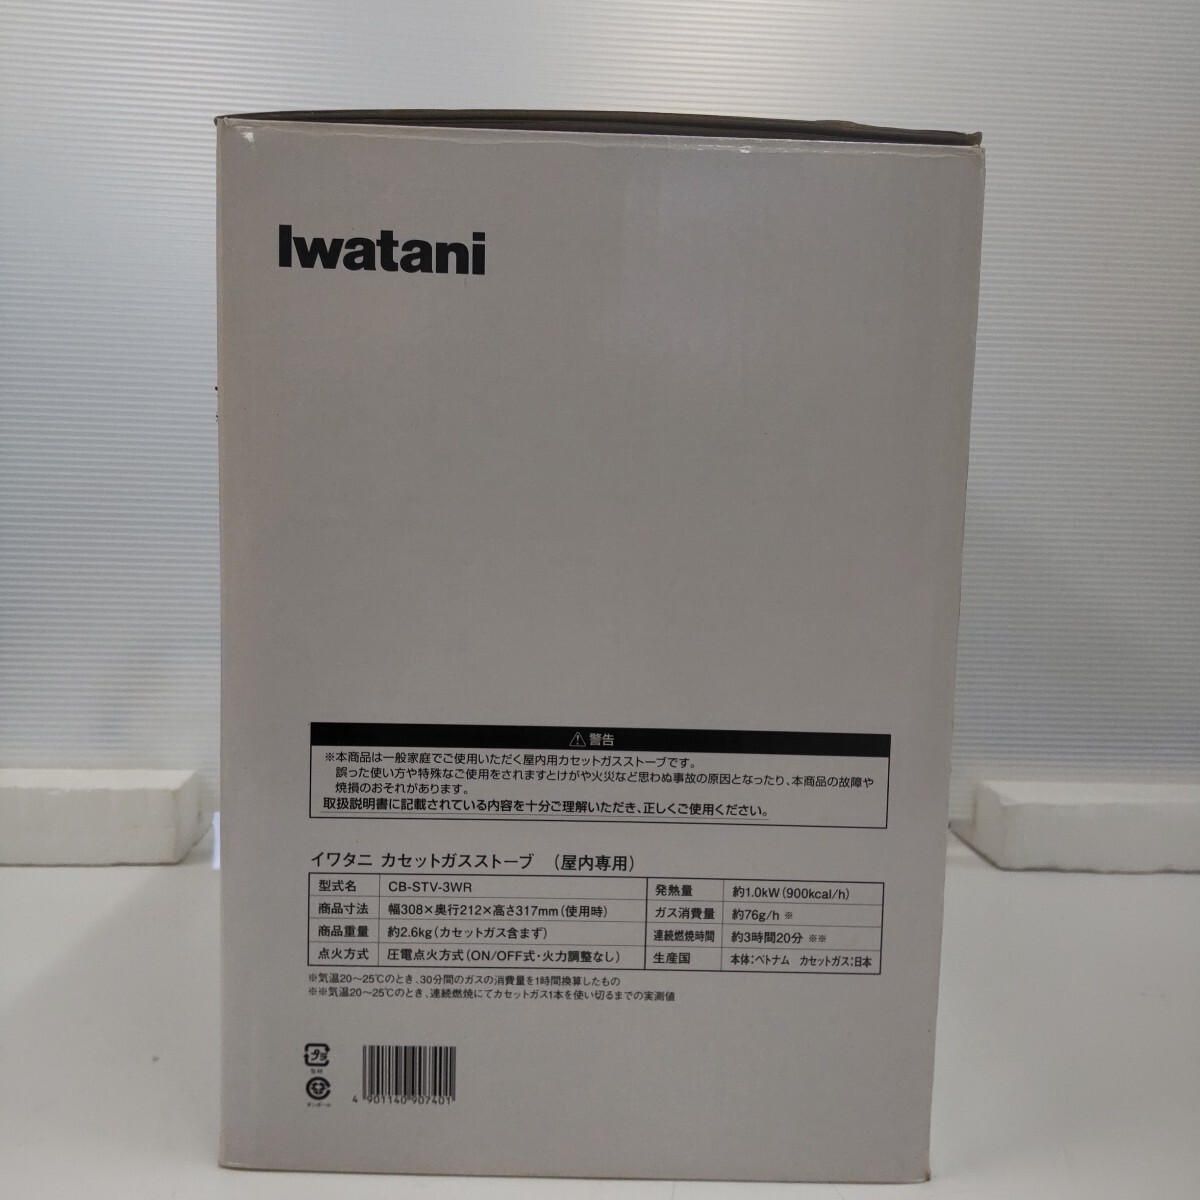 Iwatani
⚠警告
※本商品は一般家庭でご使用いただく屋内用カセットガスストーブです。
誤った使い方や特殊なご使用をされますとけがや火災など思わぬ事故の原因となったり、本商品の故障や
焼損のおそれがあります。
取扱説明書に記載されている内容を十分ご理解いただき、正しくご使用ください。
イワタニ カセットガスストーブ (屋内専用)
型式名 CB-STV-3WR 発熱量 約1.0kW(900kcal/h)
商品寸法 幅308×奥行212×高さ317mm(使用時) ガス消費量 約76g/h ※
商品重量 約2.6kg(カセットガス含まず) 連続燃焼時間 約3時間20分 ※※
点火方式 圧電点火方式(ON/OFF式・火力調整なし) 生産国 本体:ベトナム カセットガス:日本
※気温20〜25℃のとき、30分間のガスの消費量を1時間換算したもの
※※気温20〜25℃のとき、連続燃焼にてカセットガス1本を使い切るまでの実測値
プラ
包材
ダンボール
4 901140 907401